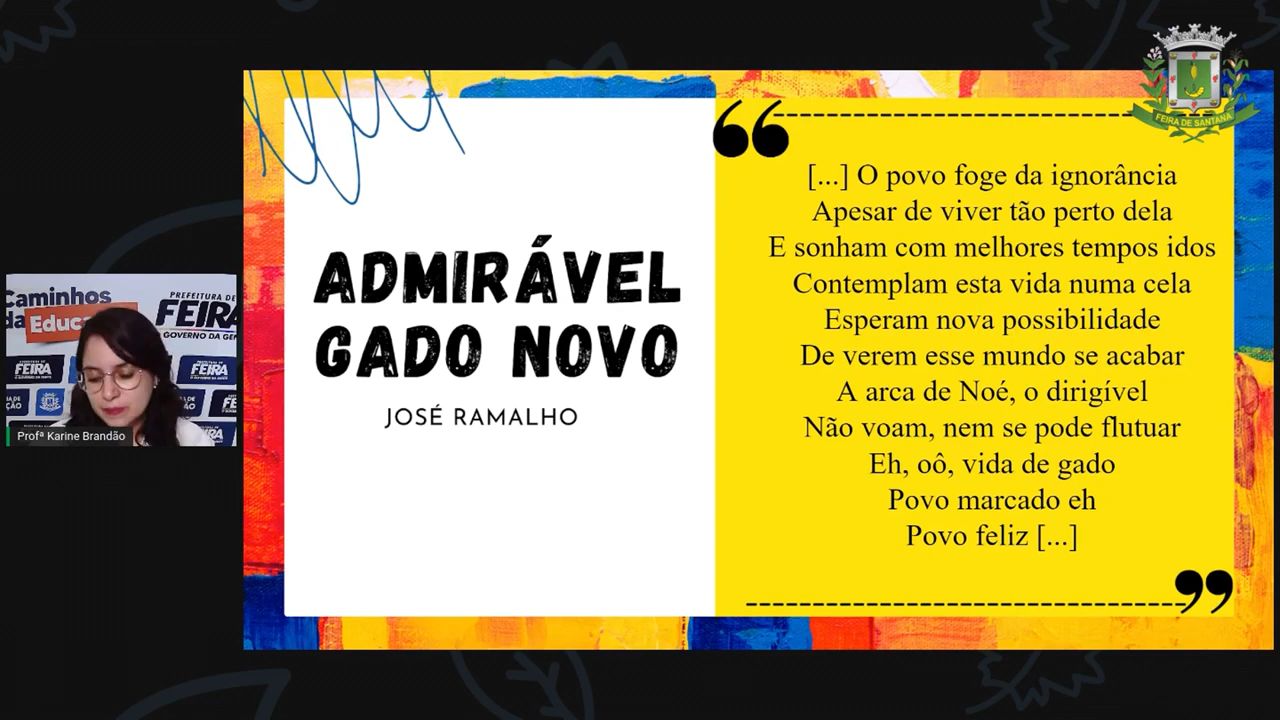 FEIRA DE SANTANA
ADMIRÁVEL
GADO NOVO
JOSÉ RAMALHO
[...] O povo foge da ignorância
Apesar de viver tão perto dela
E sonham com melhores tempos idos
Contemplam esta vida numa cela
Esperam nova possibilidade
De verem esse mundo se acabar
A arca de Noé, o dirigível
Não voam, nem se pode flutuar
Eh, oô, vida de gado
Povo marcado eh
Povo feliz [...]
Caminhos
da Educ
PREFEITURA DE
FEIRA
GOVERNO DA GEN
FEIRA
FEIRA
Profª Karine Brandão